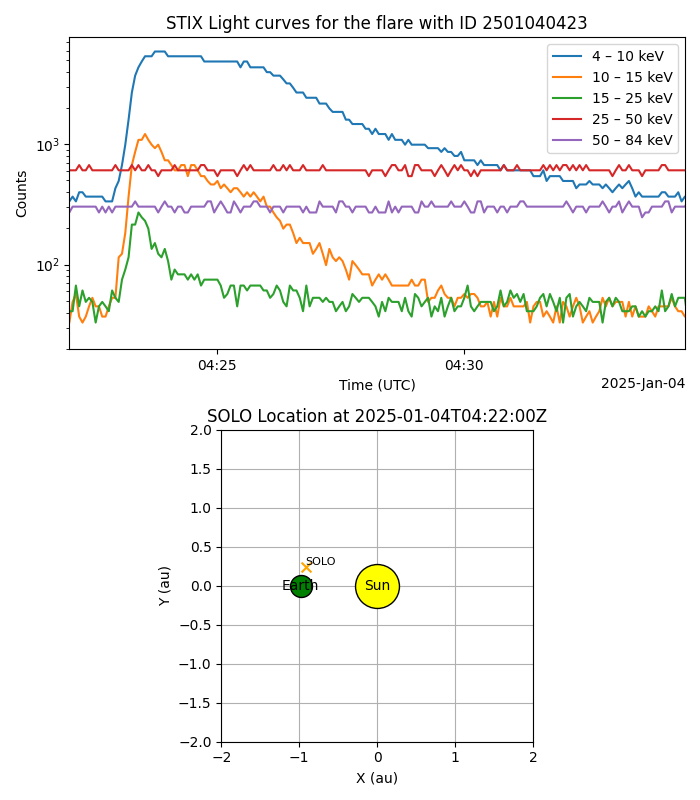 STIX Light curves for the flare with ID 2501040423
4 – 10 keV
10 – 15 keV
15 – 25 keV
25 – 50 keV
50 – 84 keV
10³
10²
Counts
04:25
04:30
Time (UTC)
2025-Jan-04
SOLO Location at 2025-01-04T04:22:00Z
2.0
1.5
1.0
0.5
0.0
−0.5
−1.0
−1.5
−2.0
Y (au)
SOLO
Earth
Sun
−2
−1
0
1
2
X (au)